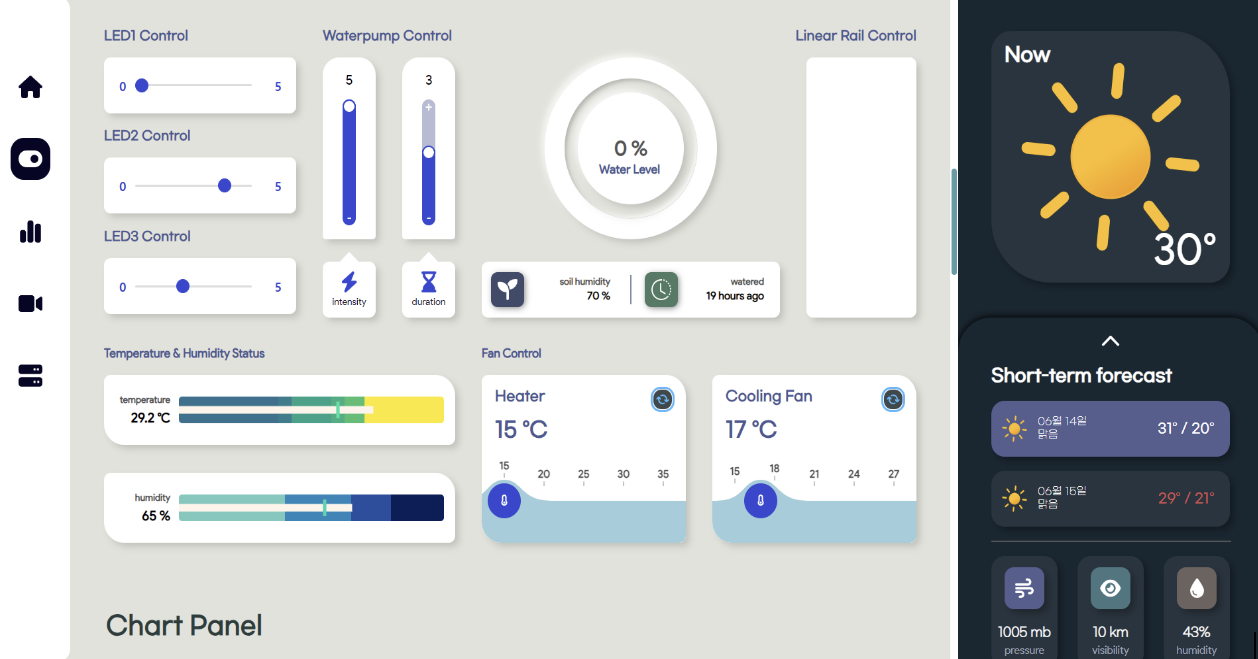 LED1 Control
0 5
LED2 Control
0 5
LED3 Control
0 5
Waterpump Control
5
3
+
-
-
intensity
duration
0 %
Water Level
soil humidity
70 %
watered
19 hours ago
Linear Rail Control
Temperature & Humidity Status
temperature
29.2 ℃
humidity
65 %
Fan Control
Heater
15 ℃
15 20 25 30 35
Cooling Fan
17 ℃
15 18 21 24 27
Chart Panel
Now
30°
Short-term forecast
06월 14일
맑음
31° / 20°
06월 15일
맑음
29° / 21°
1005 mb
pressure
10 km
visibility
43%
humidity